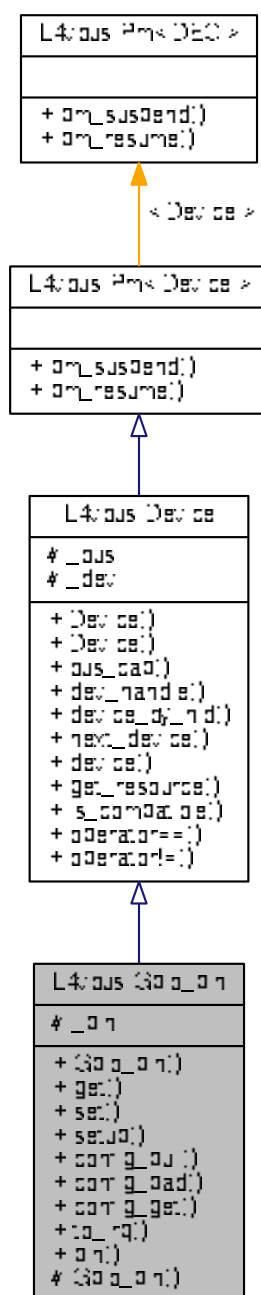 L4vbus::Pm< DEC >
+ pm_suspend()
+ pm_resume()
< Device >
L4vbus::Pm< Device >
+ pm_suspend()
+ pm_resume()
L4vbus::Device
# _bus
# _dev
+ Device()
+ Device()
+ bus_cap()
+ dev_handle()
+ device_by_hid()
+ next_device()
+ device()
+ get_resource()
+ is_compatible()
+ operator==()
+ operator!=()
L4vbus::Gpio_pin
# _pin
+ Gpio_pin()
+ get()
+ set()
+ setup()
+ config_pull()
+ config_pad()
+ config_get()
+ to_irq()
+ pin()
# Gpio_pin()